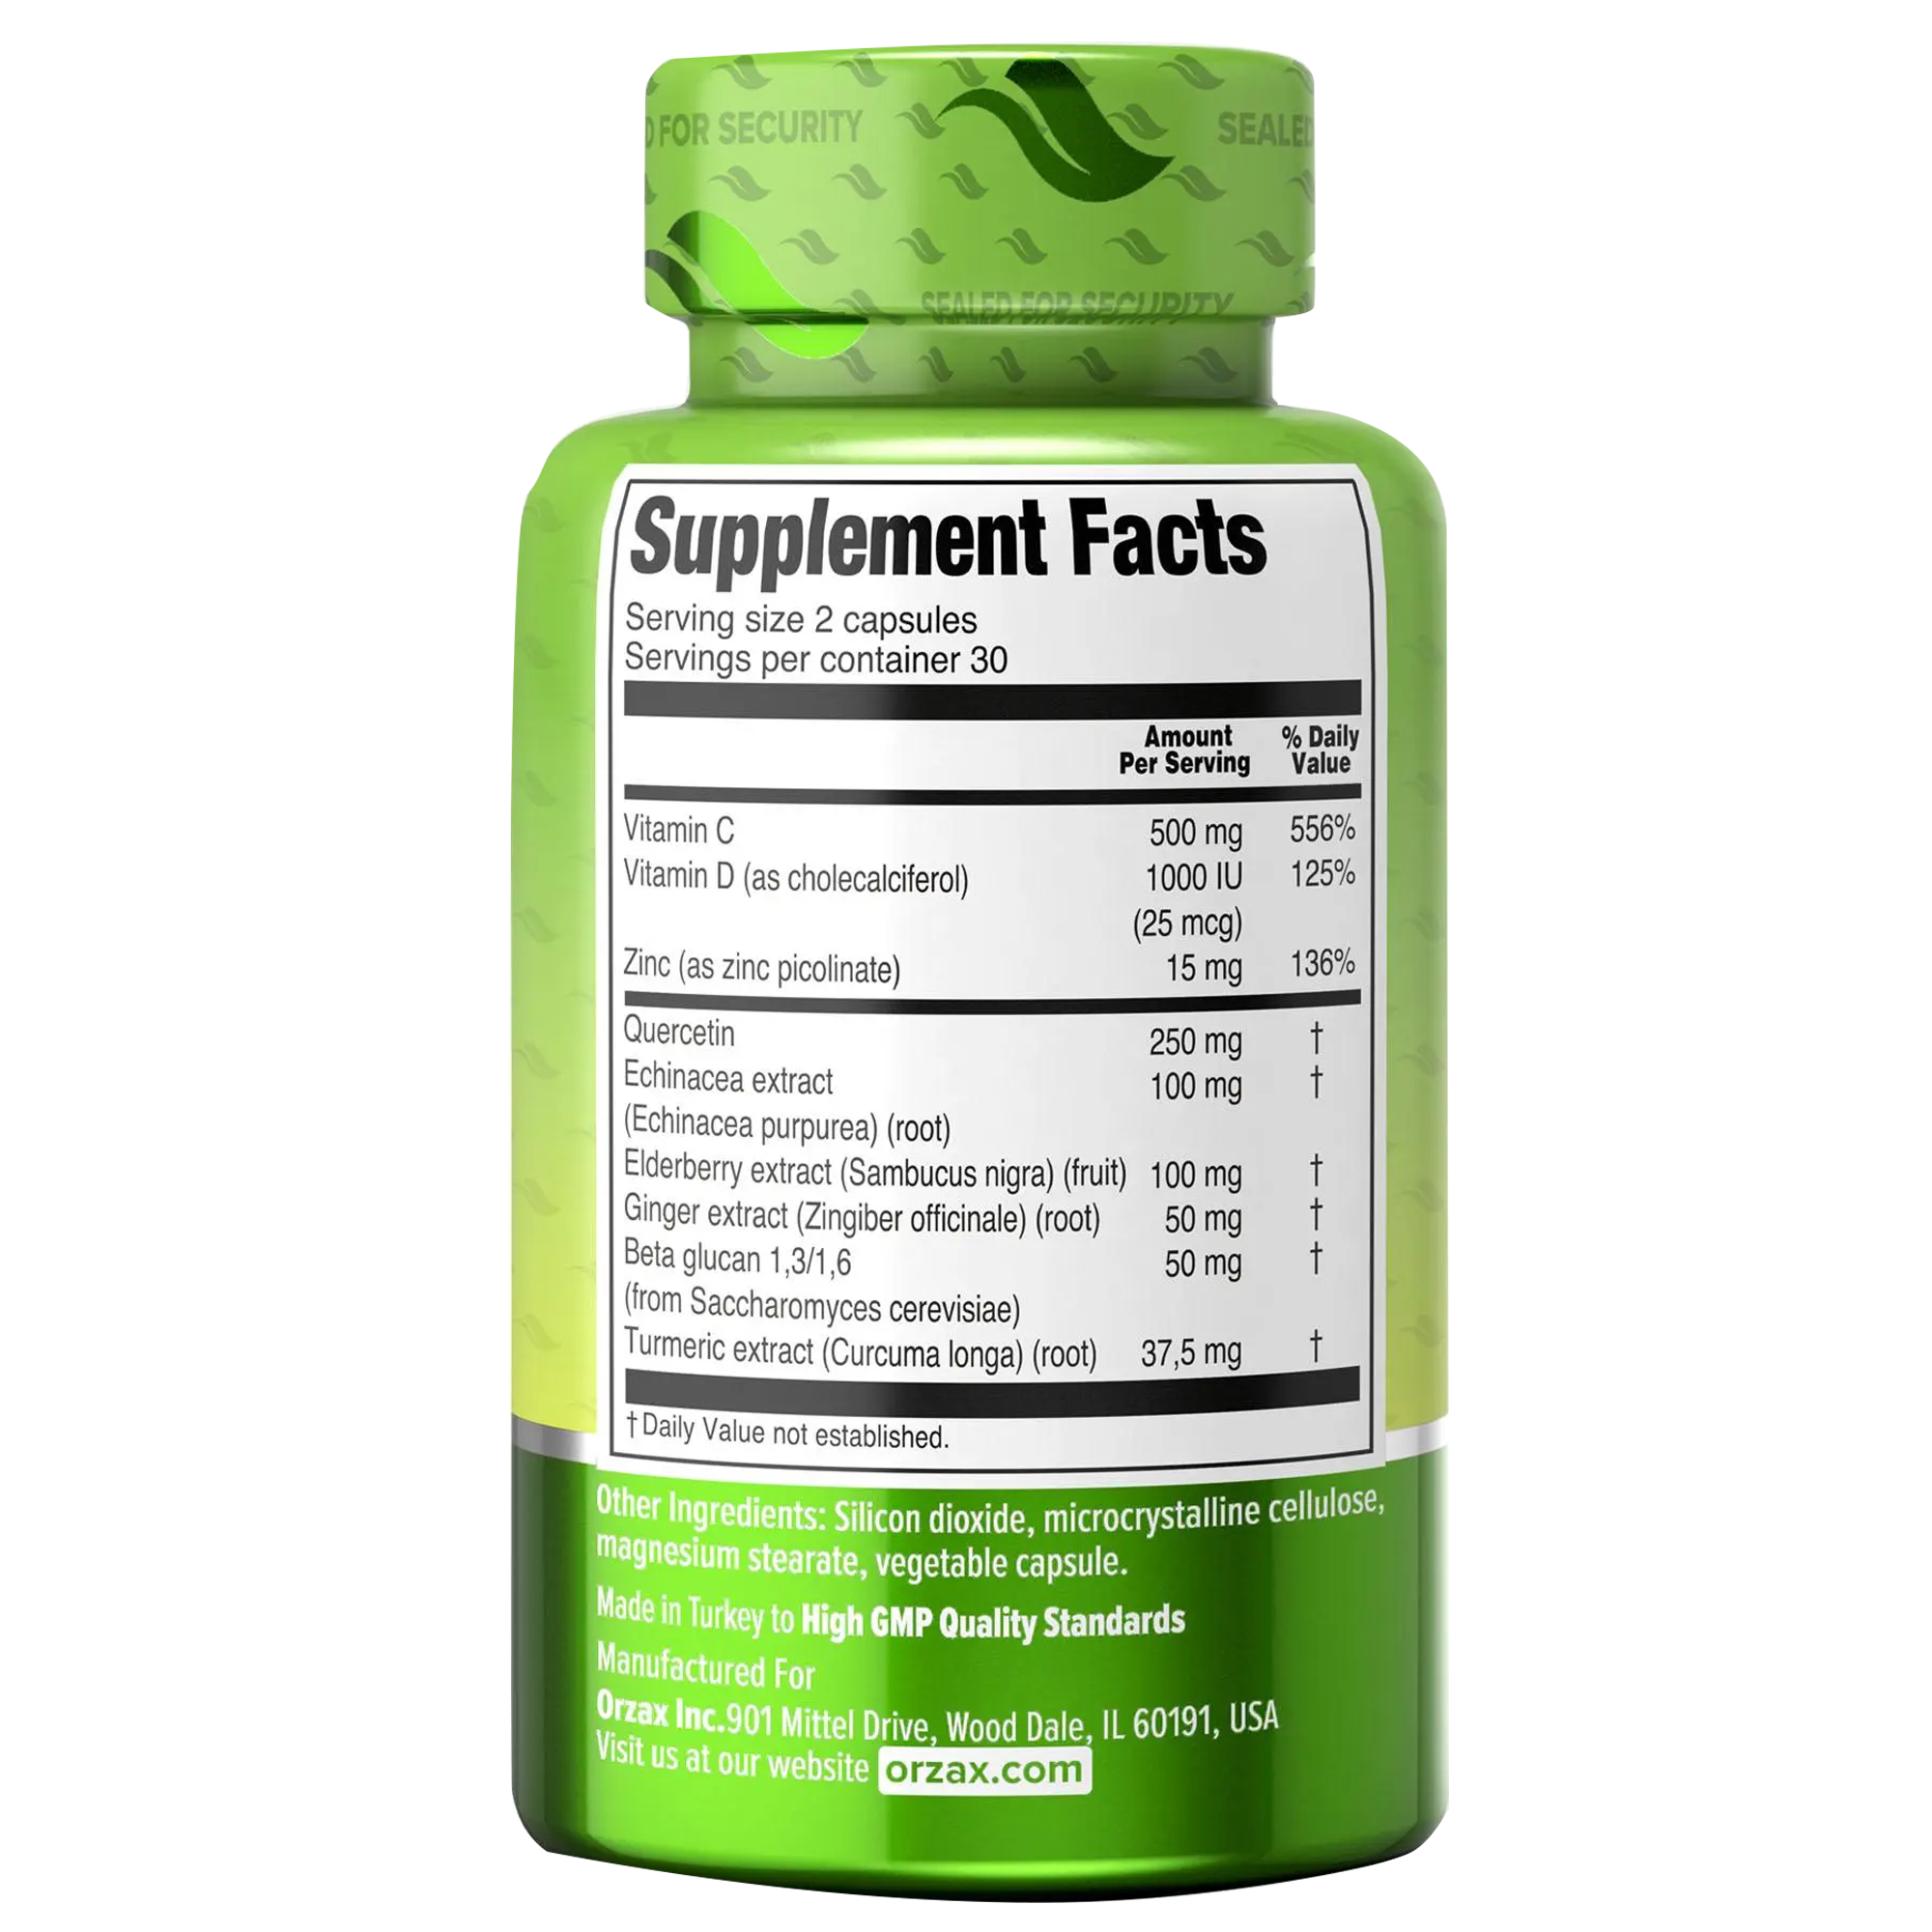 D FOR SECURITY
SEALED
SEALED FOR SECURITY
Supplement Facts
Serving size 2 capsules
Servings per container 30
Amount Per Serving % Daily Value
Vitamin C 500 mg 556%
Vitamin D (as cholecalciferol) 1000 IU 125%
(25 mcg)
Zinc (as zinc picolinate) 15 mg 136%
Quercetin 250 mg †
Echinacea extract 100 mg †
(Echinacea purpurea) (root)
Elderberry extract (Sambucus nigra) (fruit) 100 mg †
Ginger extract (Zingiber officinale) (root) 50 mg †
Beta glucan 1,3/1,6 50 mg †
(from Saccharomyces cerevisiae)
Turmeric extract (Curcuma longa) (root) 37,5 mg †
† Daily Value not established.
Other Ingredients: Silicon dioxide, microcrystalline cellulose,
magnesium stearate, vegetable capsule.
Made in Turkey to High GMP Quality Standards
Manufactured For
Orzax Inc.901 Mittel Drive, Wood Dale, IL 60191, USA
Visit us at our website orzax.com